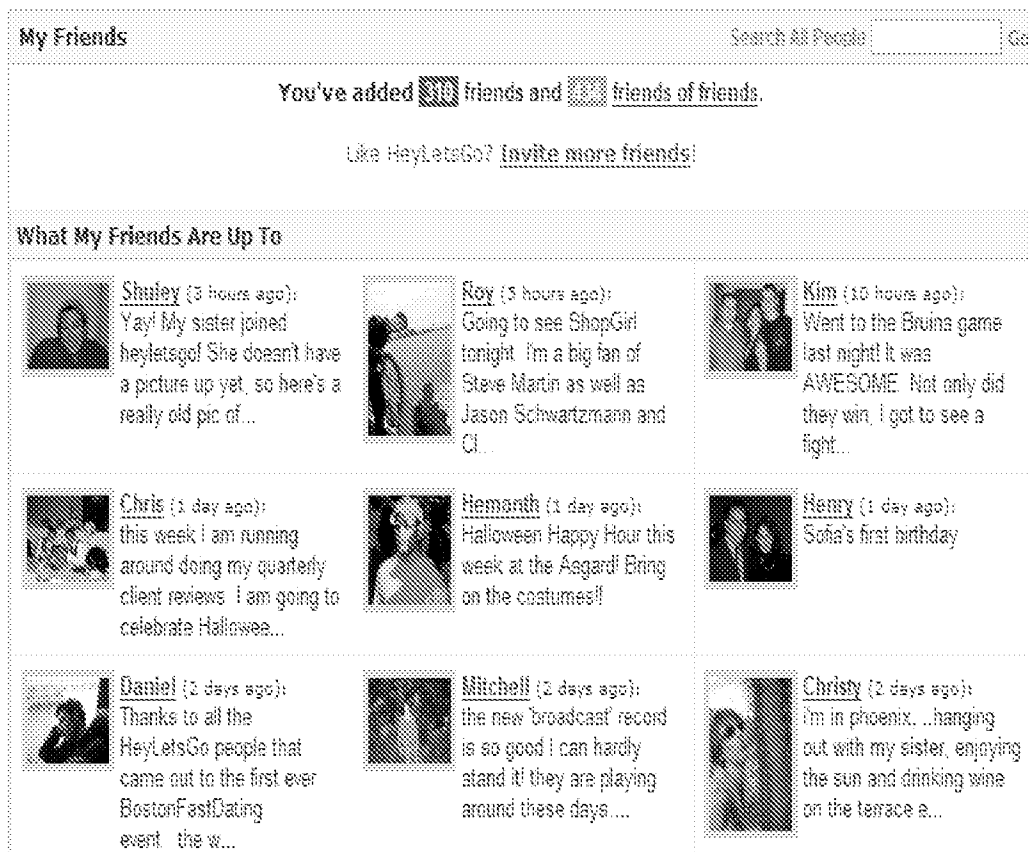 My Friends
Search All People
Go
You've added friends and friends of friends.
Like HeyLetsGo? Invite more friends!
What My Friends Are Up To
Shuley (3 hours ago):
Yay! My sister joined
heyletsgo! She doesn't have
a picture up yet, so here's a
really old pic of...
Roy (5 hours ago):
Going to see ShopGirl
tonight. I'm a big fan of
Steve Martin as well as
Jason Schwartzmann and
Cl...
Kim (10 hours ago):
Went to the Bruins game
last night! It was
AWESOME. Not only did
they win, I got to see a
fight...
Chris (1 day ago):
this week I am running
around doing my quarterly
client reviews. I am going to
celebrate Hallowee...
Hemanth (1 day ago):
Halloween Happy Hour this
week at the Asgard! Bring
on the costumes!!
Henry (1 day ago):
Sofia's first birthday
Daniel (2 days ago):
Thanks to all the
HeyLetsGo people that
came out to the first ever
BostonFastDating
event.. the w...
Mitchell (2 days ago):
the new 'broadcast' record
is so good I can hardly
stand it! they are playing
around these days....
Christy (2 days ago):
i'm in phoenix. ..hanging
out with my sister, enjoying
the sun and drinking wine
on the terrace e...